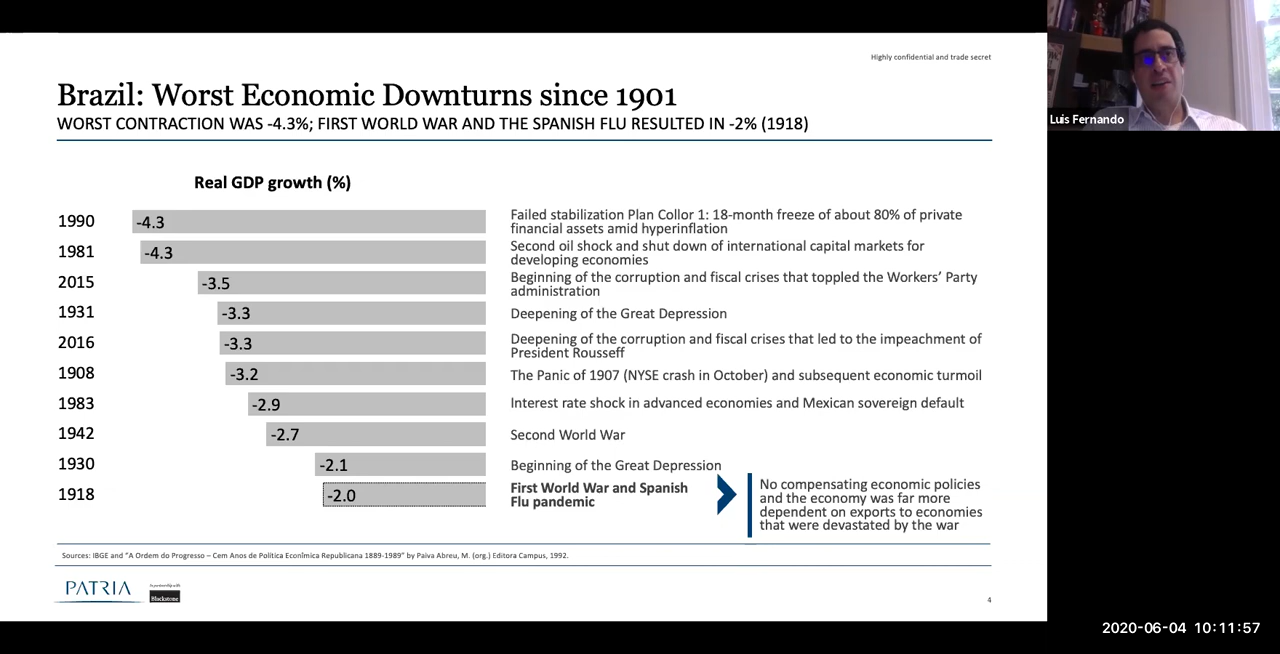 Highly confidential and trade secret
Brazil: Worst Economic Downturns since 1901
WORST CONTRACTION WAS -4.3%; FIRST WORLD WAR AND THE SPANISH FLU RESULTED IN -2% (1918)
Real GDP growth (%)
1990
-4.3
Failed stabilization Plan Collor 1: 18-month freeze of about 80% of private
financial assets amid hyperinflation
1981
-4.3
Second oil shock and shut down of international capital markets for
developing economies
2015
-3.5
Beginning of the corruption and fiscal crises that toppled the Workers' Party
administration
1931
-3.3
Deepening of the Great Depression
2016
-3.3
Deepening of the corruption and fiscal crises that led to the impeachment of
President Rousseff
1908
-3.2
The Panic of 1907 (NYSE crash in October) and subsequent economic turmoil
1983
-2.9
Interest rate shock in advanced economies and Mexican sovereign default
1942
-2.7
Second World War
1930
-2.1
Beginning of the Great Depression
1918
-2.0
First World War and Spanish
Flu pandemic
No compensating economic policies
and the economy was far more
dependent on exports to economies
that were devastated by the war
Sources: IBGE and "A Ordem do Progresso – Cem Anos de Política Econîmica Republicana 1889-1989" by Paiva Abreu, M. (org.) Editora Campus, 1992.
PATRIA
In partnership with
Blackstone
4
Luis Fernando
2020-06-04 10:11:57